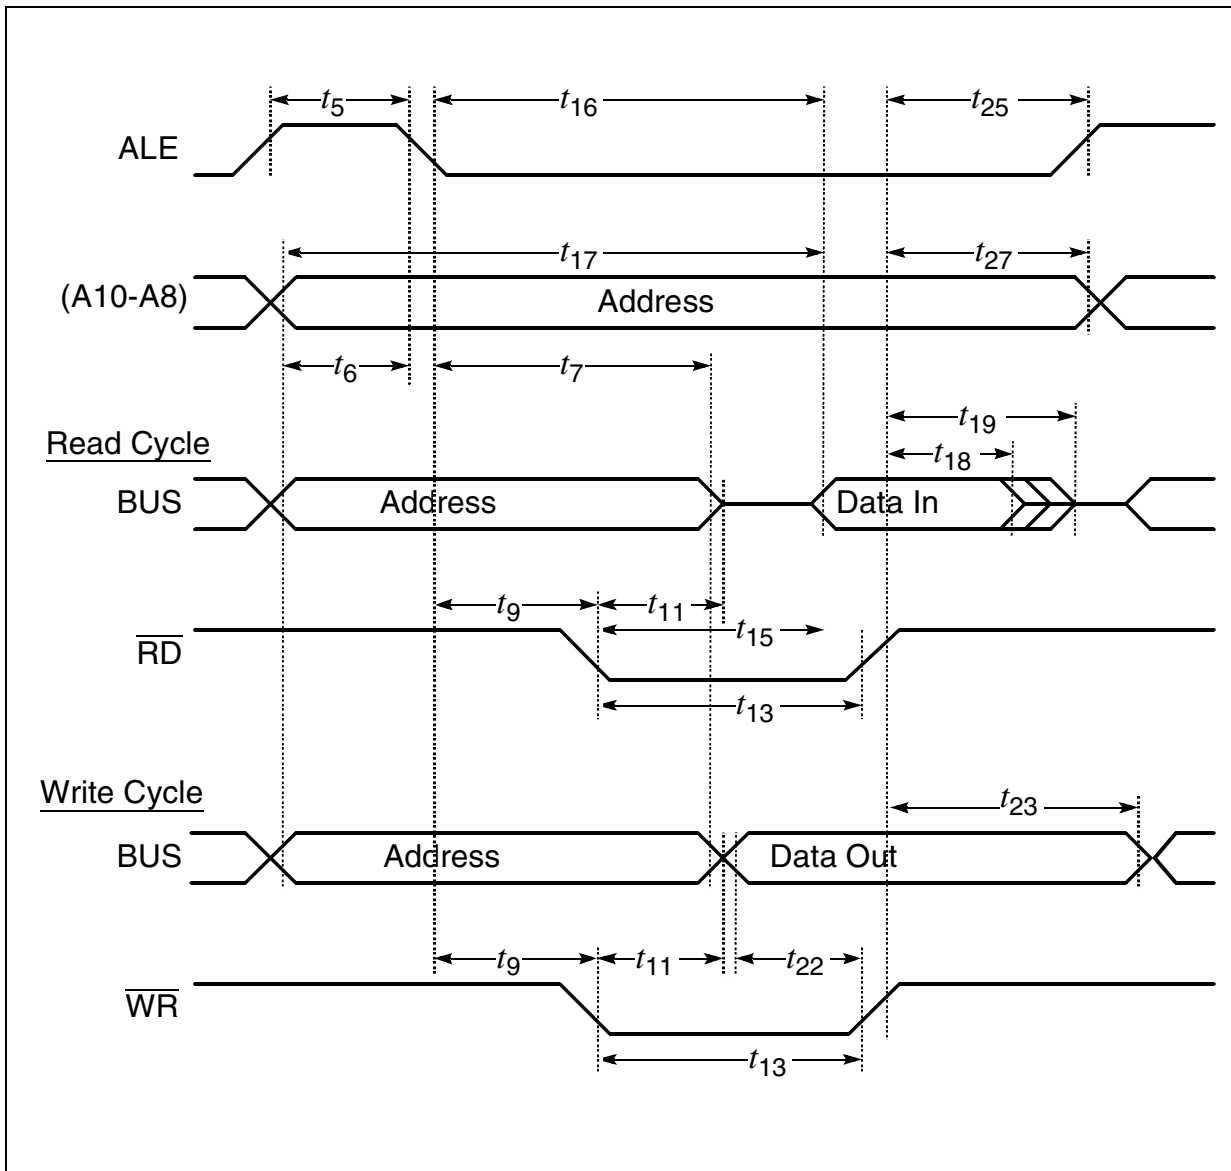 t5
t16
t25
ALE
t17
t27
(A10-A8)
Address
t6
t7
t19
Read Cycle
t18
BUS
Address
Data In
t9
t11
t15
RD
t13
Write Cycle
t23
BUS
Address
Data Out
t9
t11
t22
WR
t13